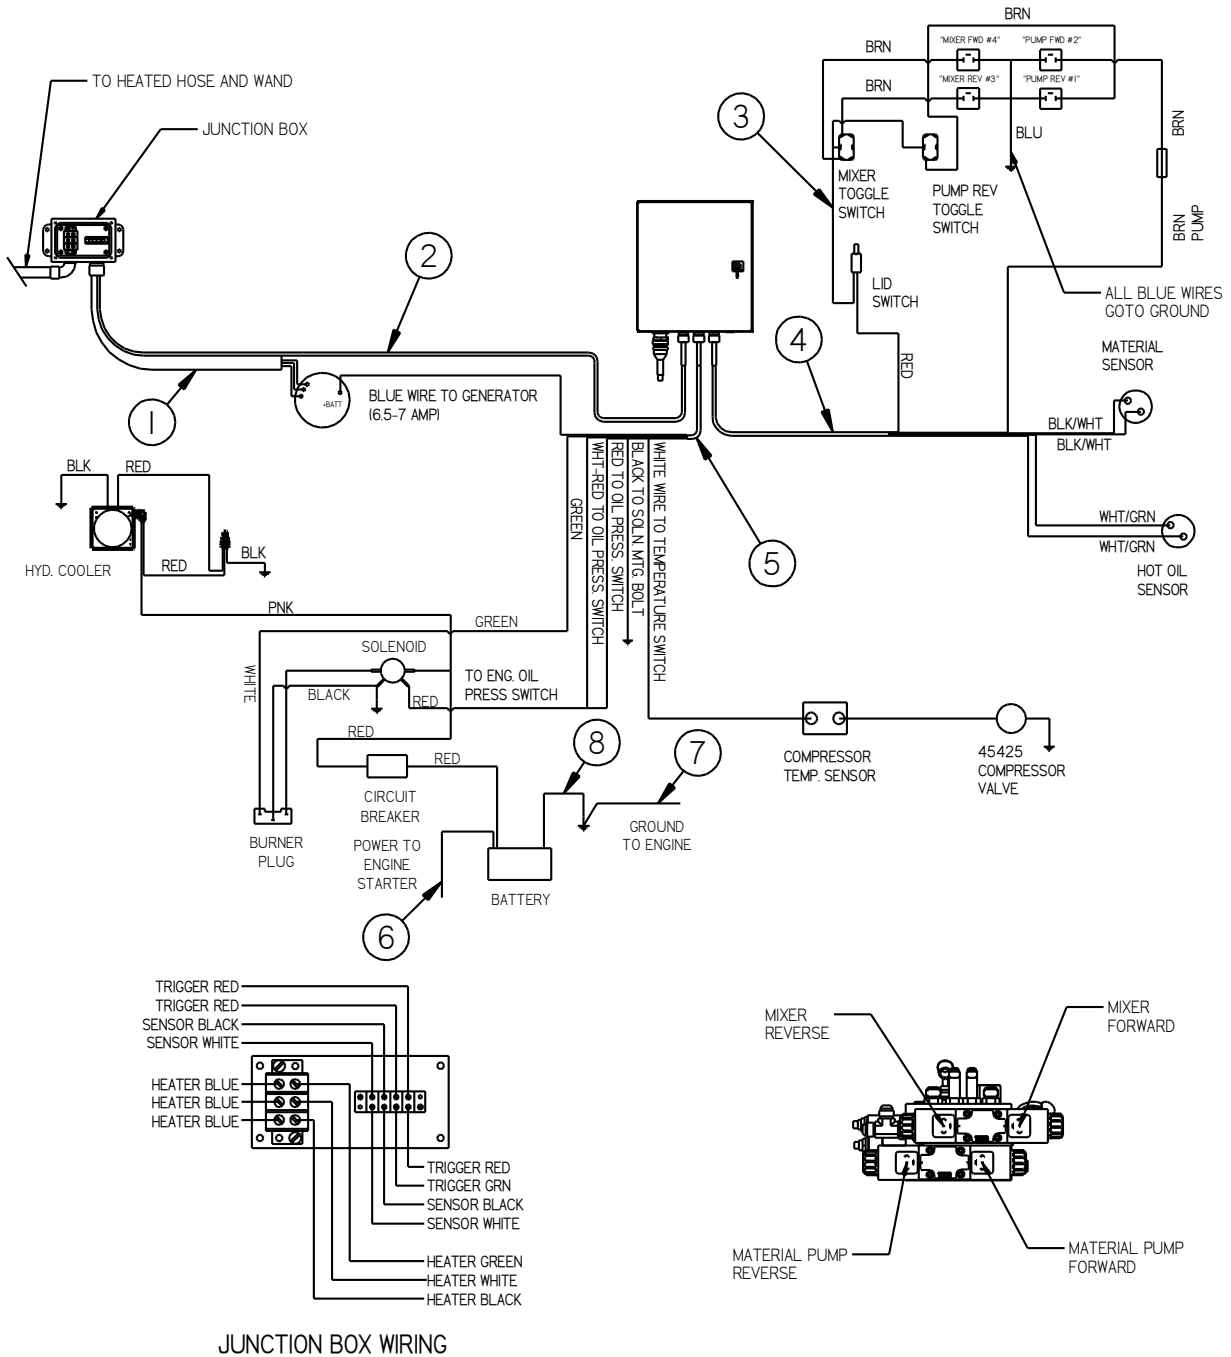 BRN
BRN
"MIXER FWD #4"
"PUMP FWD #2"
TO HEATED HOSE AND WAND
BRN
"MIXER REV #3"
"PUMP REV #1"
3
JUNCTION BOX
BLU
BRN
MIXER
TOGGLE
SWITCH
PUMP REV
TOGGLE
SWITCH
BRN
PUMP
2
LID
SWITCH
ALL BLUE WIRES
GOTO GROUND
4
RED
MATERIAL
SENSOR
1
+BATT
BLUE WIRE TO GENERATOR
(6.5-7 AMP)
BLK/WHT
BLK/WHT
BLK
RED
GREEN
WHT-RED TO OIL PRESS. SWITCH
RED TO OIL PRESS. SWITCH
BLACK TO SOLN. MTG. BOLT
WHITE WIRE TO TEMPERATURE SWITCH
5
WHT/GRN
WHT/GRN
HYD. COOLER
RED
BLK
HOT OIL
SENSOR
PNK
GREEN
WHITE
SOLENOID
BLACK
RED
TO ENG. OIL
PRESS SWITCH
RED
RED
8
7
COMPRESSOR
TEMP. SENSOR
45425
COMPRESSOR
VALVE
CIRCUIT
BREAKER
BURNER
PLUG
POWER TO
ENGINE
STARTER
GROUND
TO ENGINE
BATTERY
6
TRIGGER RED
TRIGGER RED
SENSOR BLACK
SENSOR WHITE
HEATER BLUE
HEATER BLUE
HEATER BLUE
TRIGGER RED
TRIGGER GRN
SENSOR BLACK
SENSOR WHITE
HEATER GREEN
HEATER WHITE
HEATER BLACK
JUNCTION BOX WIRING
MIXER
REVERSE
MIXER
FORWARD
MATERIAL PUMP
REVERSE
MATERIAL PUMP
FORWARD